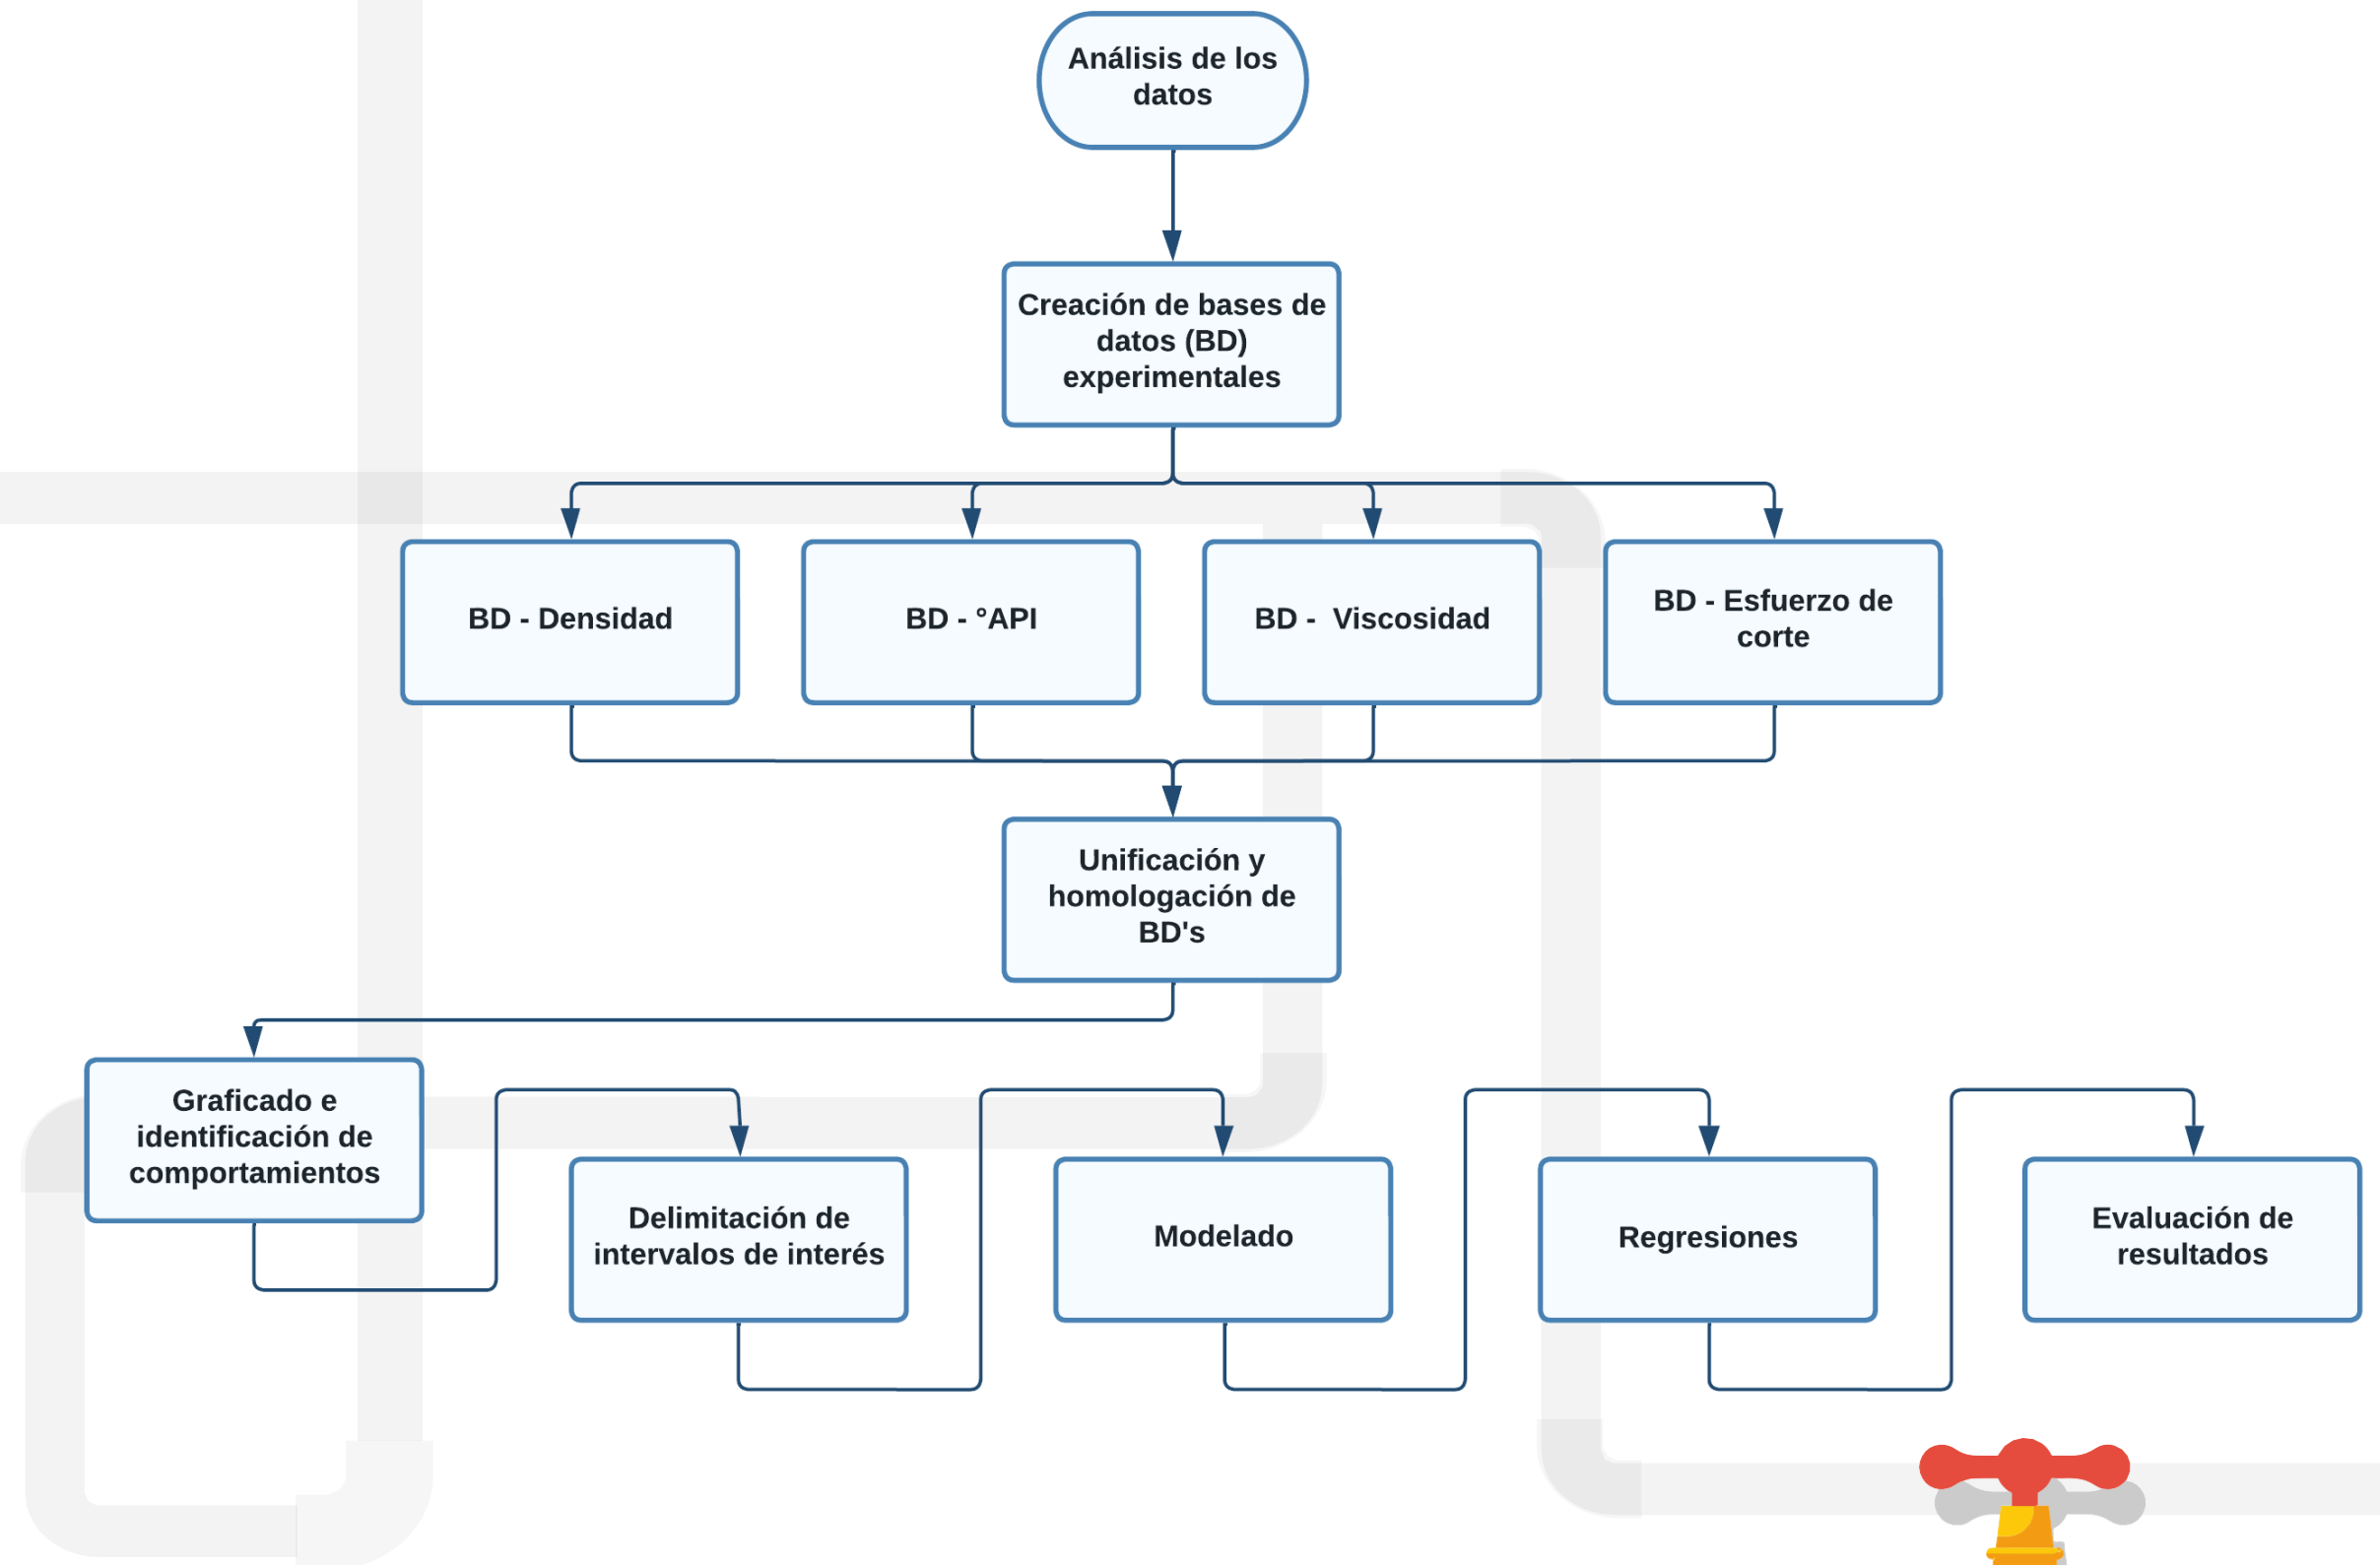 Análisis de los
datos
Creación de bases de
datos (BD)
experimentales
BD - Densidad
BD - °API
BD -  Viscosidad
BD - Esfuerzo de
corte
Unificación y
homologación de
BD's
Graficado e
identificación de
comportamientos
Delimitación de
intervalos de interés
Modelado
Regresiones
Evaluación de
resultados